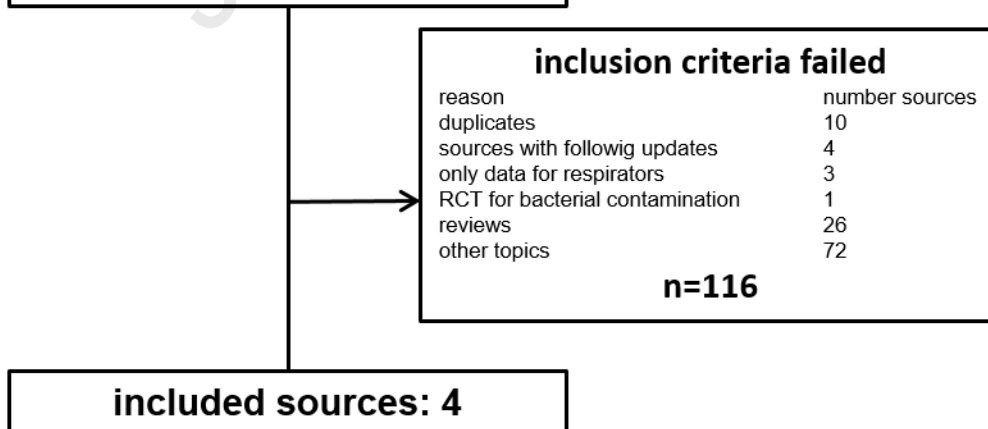 inclusion criteria failed
reason number sources
duplicates 10
sources with followig updates 4
only data for respirators 3
RCT for bacterial contamination 1
reviews 26
other topics 72
n=116
included sources: 4